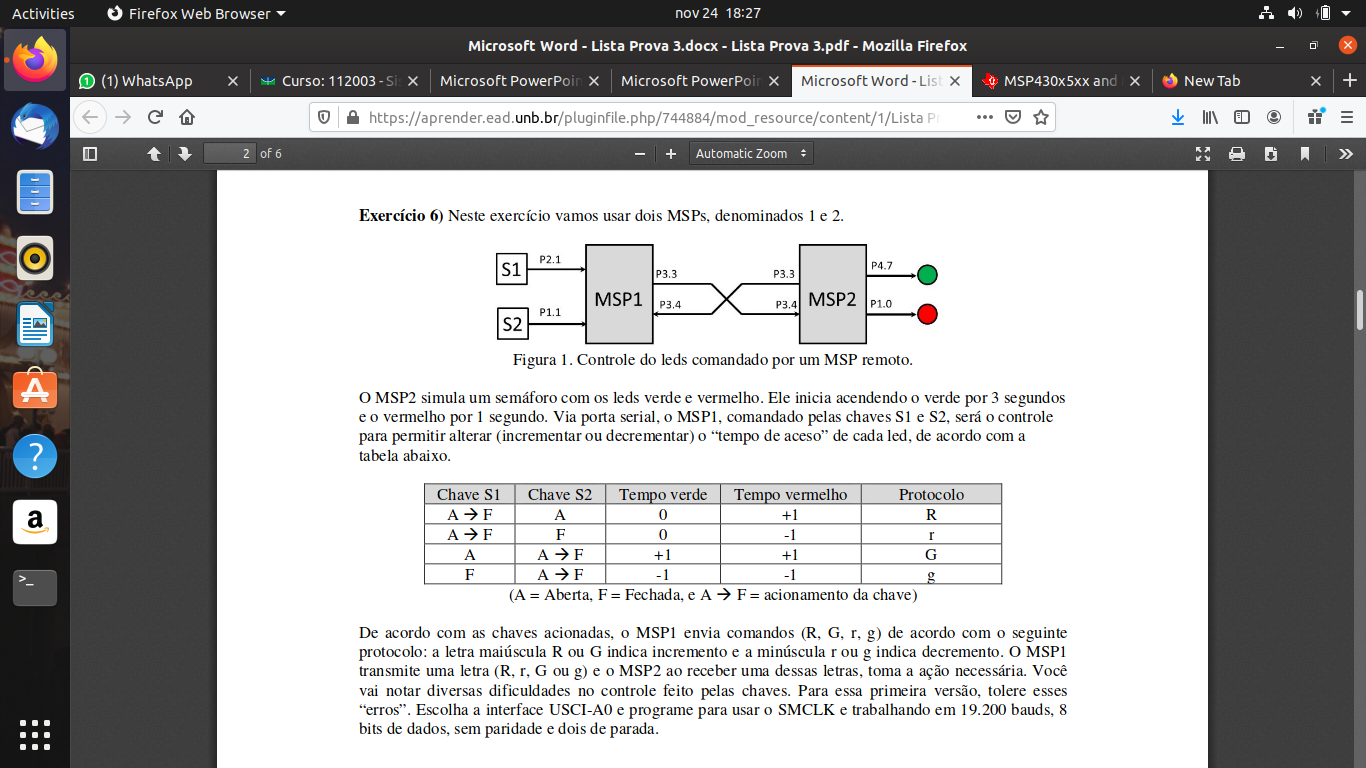 Activities
Firefox Web Browser
nov 24 18:27
Microsoft Word - Lista Prova 3.docx - Lista Prova 3.pdf - Mozilla Firefox
(1) WhatsApp
Curso: 112003 - Si
Microsoft PowerPoin
Microsoft PowerPoin
Microsoft Word - List
MSP430x5xx and
New Tab
https://aprender.ead.unb.br/pluginfile.php/744884/mod_resource/content/1/Lista Pr
2 of 6
Automatic Zoom
Exercício 6) Neste exercício vamos usar dois MSPs, denominados 1 e 2.
S1
P2.1
S2
P1.1
MSP1
P3.3
P3.4
P3.3
P3.4
MSP2
P4.7
P1.0
Figura 1. Controle do leds comandado por um MSP remoto.
O MSP2 simula um semáforo com os leds verde e vermelho. Ele inicia acendendo o verde por 3 segundos
e o vermelho por 1 segundo. Via porta serial, o MSP1, comandado pelas chaves S1 e S2, será o controle
para permitir alterar (incrementar ou decrementar) o “tempo de aceso” de cada led, de acordo com a
tabela abaixo.
Chave S1 Chave S2 Tempo verde Tempo vermelho Protocolo
A → F A 0 +1 R
A → F F 0 -1 r
A A → F +1 +1 G
F A → F -1 -1 g
(A = Aberta, F = Fechada, e A → F = acionamento da chave)
De acordo com as chaves acionadas, o MSP1 envia comandos (R, G, r, g) de acordo com o seguinte
protocolo: a letra maiúscula R ou G indica incremento e a minúscula r ou g indica decremento. O MSP1
transmite uma letra (R, r, G ou g) e o MSP2 ao receber uma dessas letras, toma a ação necessária. Você
vai notar diversas dificuldades no controle feito pelas chaves. Para essa primeira versão, tolere esses
“erros”. Escolha a interface USCI-A0 e programe para usar o SMCLK e trabalhando em 19.200 bauds, 8
bits de dados, sem paridade e dois de parada.